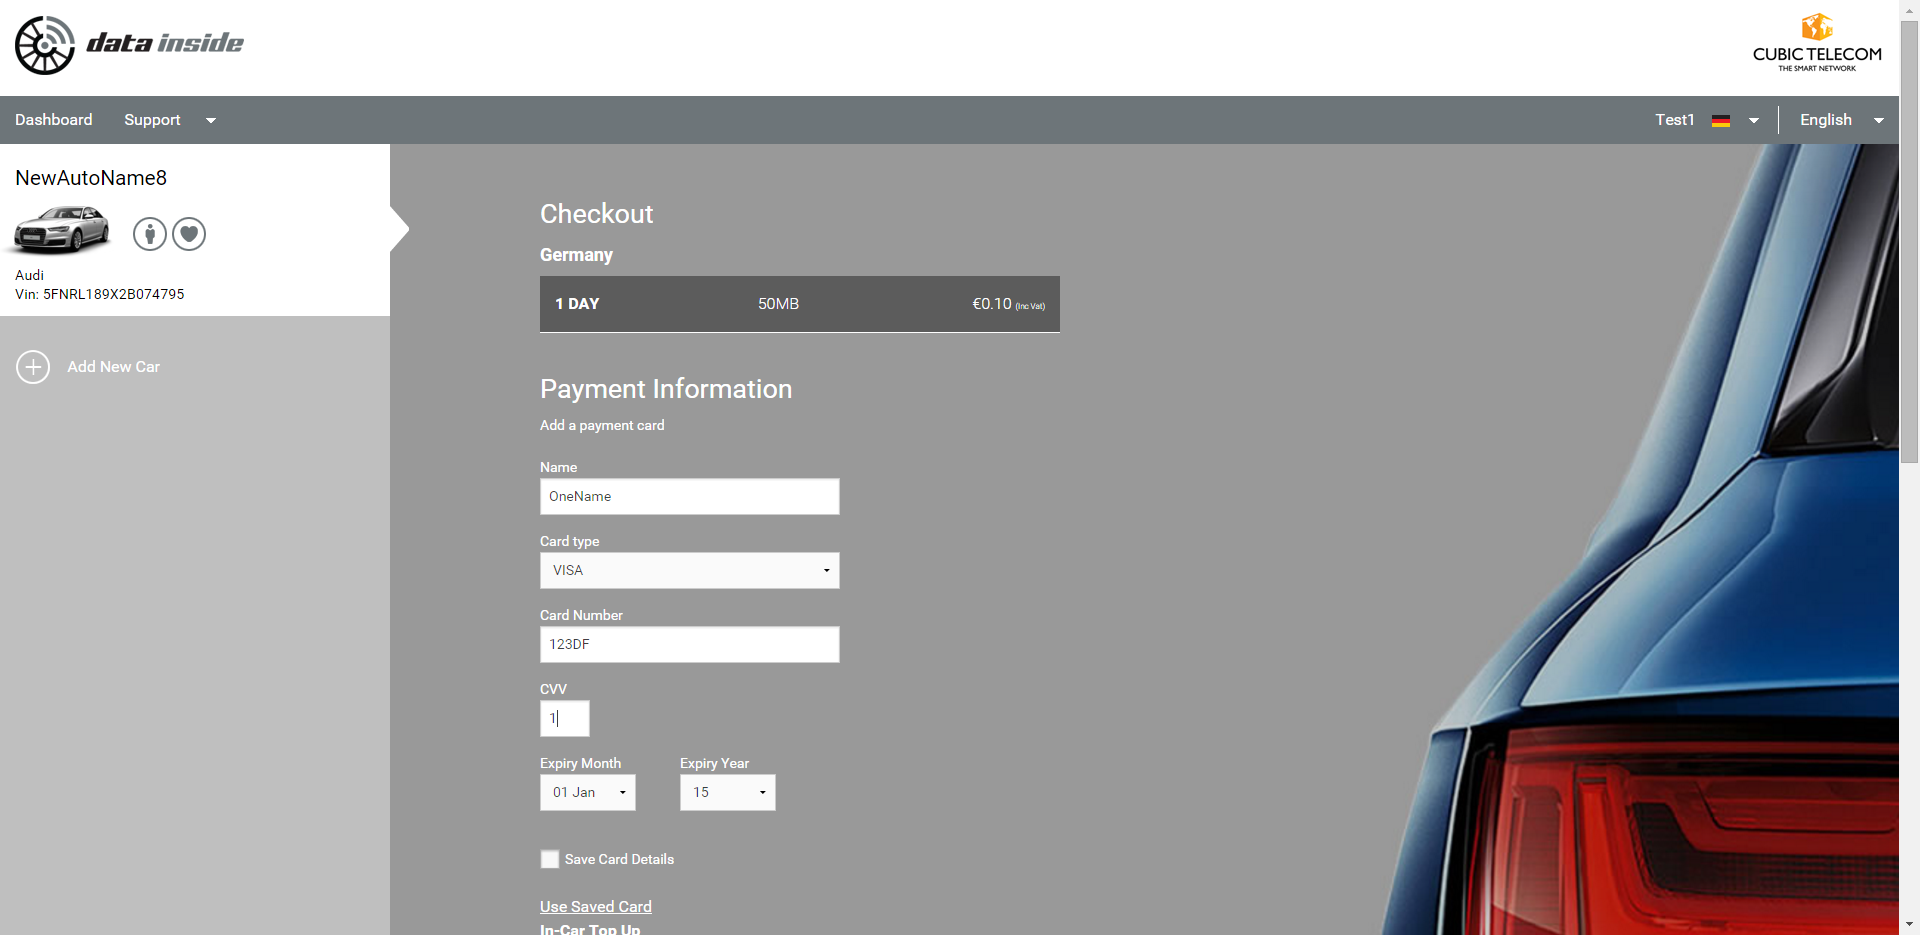 data inside
CUBIC TELECOM
THE SMART NETWORK
Dashboard Support Test1 English
NewAutoName8
Audi
Vin: 5FNRL189X2B074795
Add New Car
Checkout
Germany
1 DAY 50MB €0.10 (Inc Vat)
Payment Information
Add a payment card
Name
OneName
Card type
VISA
Card Number
123DF
CVV
1
Expiry Month Expiry Year
01 Jan 15
Save Card Details
Use Saved Card
In-Car Top Up